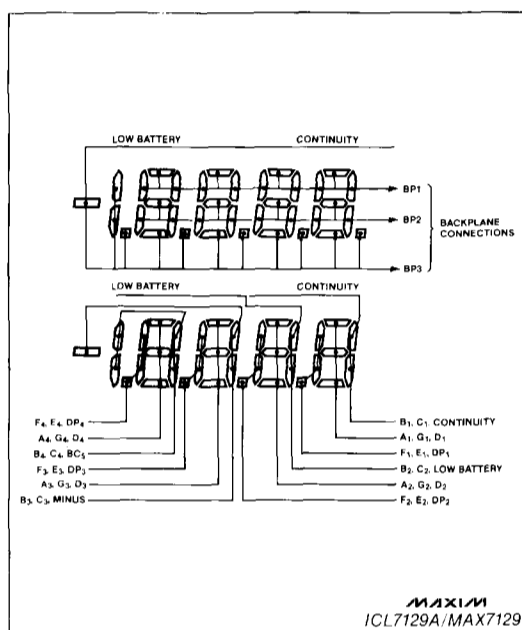 LOW BATTERY CONTINUITY
BP1
BP2
BACKPLANE
CONNECTIONS
BP3
LOW BATTERY CONTINUITY
F4, E4, DP4
A4, G4, D4
B4, C4, BC5
F3, E3, DP3
A3, G3, D3
B3, C3, MINUS
B1, C1, CONTINUITY
A1, G1, D1
F1, E1, DP1
B2, C2, LOW BATTERY
A2, G2, D2
F2, E2, DP2
MAXIM
ICL7129A/MAX7129